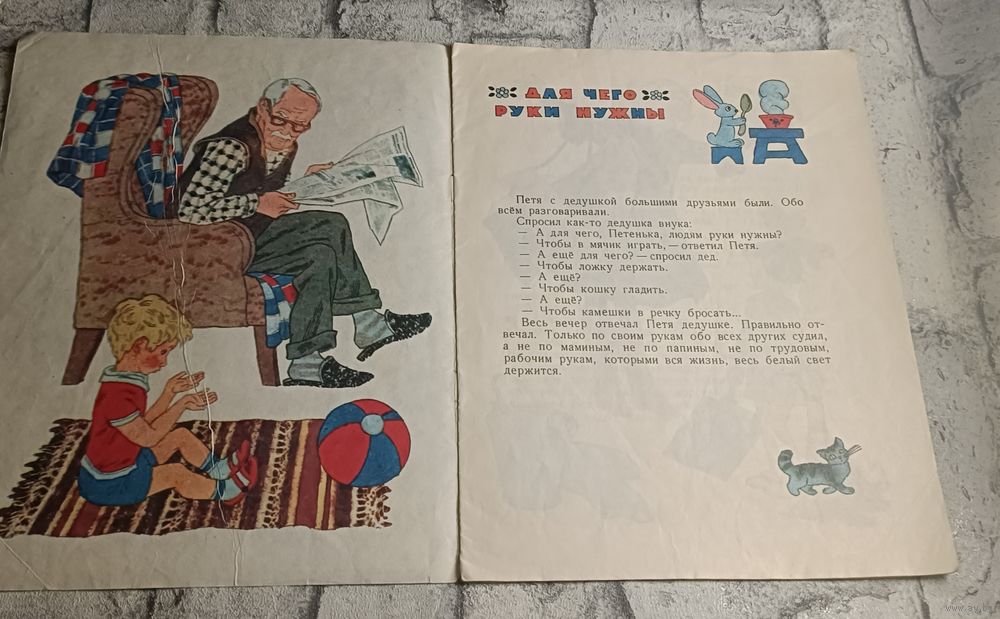 ДЛЯ ЧЕГО
РУКИ НУЖНЫ
Петя с дедушкой большими друзьями были. Обо
всём разговаривали.
Спросил как-то дедушка внука:
— А для чего, Петенька, людям руки нужны?
— Чтобы в мячик играть, — ответил Петя.
— А ещё для чего? — спросил дед.
— Чтобы ложку держать.
— А ещё?
— Чтобы кошку гладить.
— А ещё?
— Чтобы камешки в речку бросать...
Весь вечер отвечал Петя дедушке. Правильно от-
вечал. Только по своим рукам обо всех других судил,
а не по маминым, не по папиным, не по трудовым,
рабочим рукам, которыми вся жизнь, весь белый свет
держится.